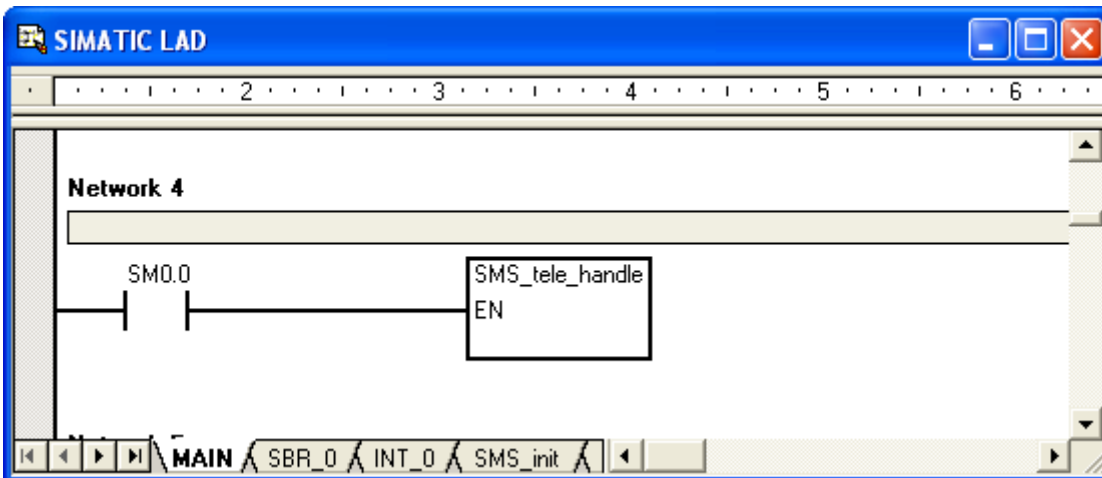 SIMATIC LAD
2 3 4 5 6
Network 4
SM0.0
SMS_tele_handle
EN
MAIN SBR_0 INT_0 SMS_init